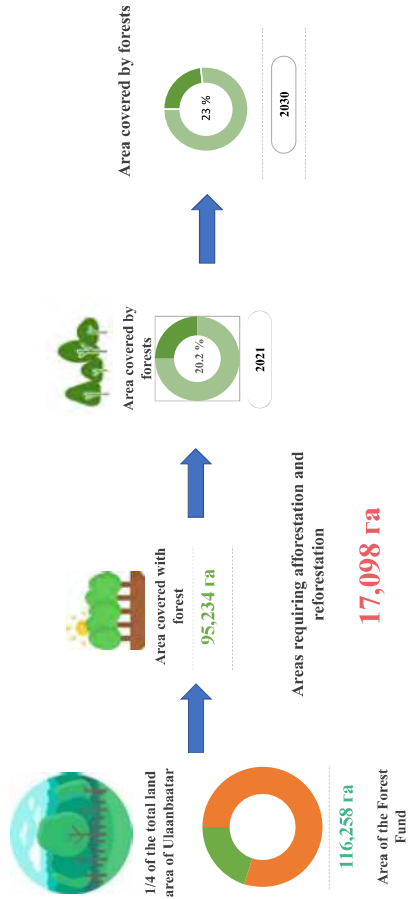 1/4 of the total land
area of Ulaanbaatar
116,258 га
Area of the Forest
Fund
Area covered with
forest
95,234 га
Areas requiring afforestation and
reforestation
17,098 га
Area covered by
forests
20.2 %
2021
Area covered by forests
23 %
2030